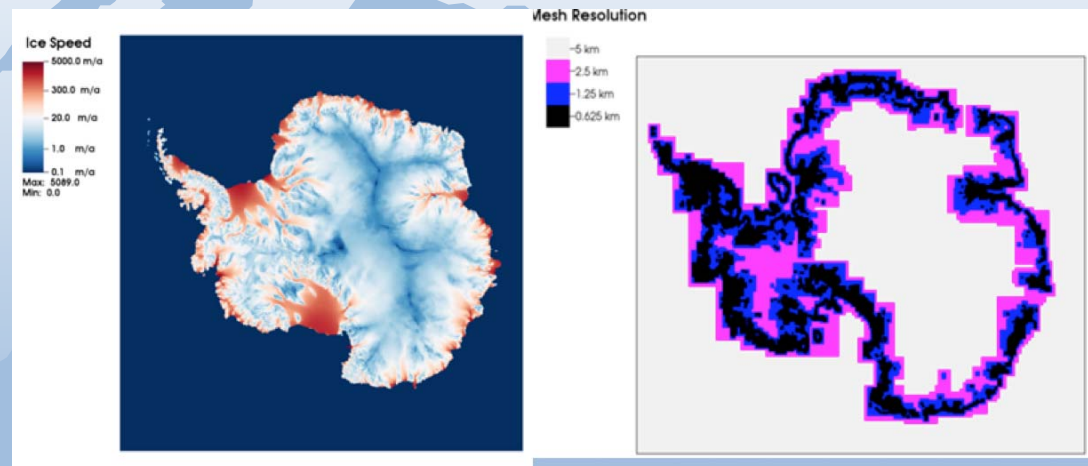 Ice Speed
5000.0 m/a
300.0 m/a
20.0 m/a
1.0 m/a
0.1 m/a
Max: 5089.0
Min: 0.0
Mesh Resolution
5 km
2.5 km
1.25 km
0.625 km